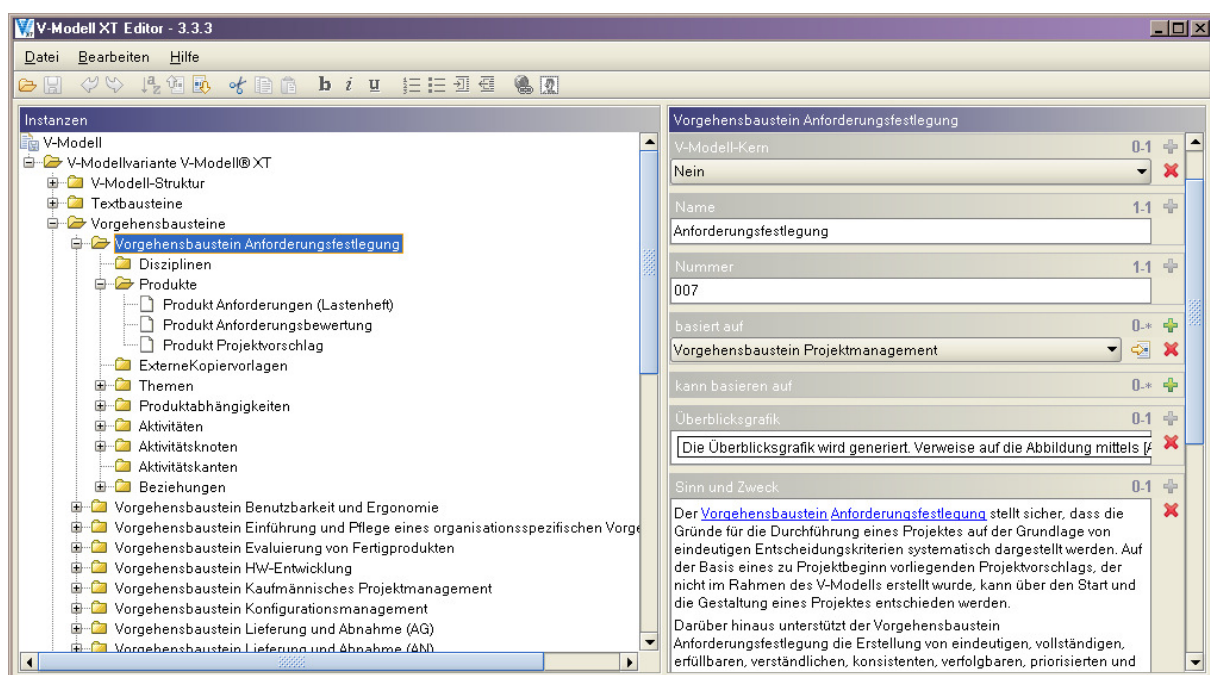 V-Modell XT Editor - 3.3.3
Datei Bearbeiten Hilfe
b i u
Instanzen
V-Modell
V-Modellvariante V-Modell® XT
V-Modell-Struktur
Textbausteine
Vorgehensbausteine
Vorgehensbaustein Anforderungsfestlegung
Disziplinen
Produkte
Produkt Anforderungen (Lastenheft)
Produkt Anforderungsbewertung
Produkt Projektvorschlag
ExterneKopiervorlagen
Themen
Produktabhängigkeiten
Aktivitäten
Aktivitätsknoten
Aktivitätskanten
Beziehungen
Vorgehensbaustein Benutzbarkeit und Ergonomie
Vorgehensbaustein Einführung und Pflege eines organisationsspezifischen Vorge
Vorgehensbaustein Evaluierung von Fertigprodukten
Vorgehensbaustein HW-Entwicklung
Vorgehensbaustein Kaufmännisches Projektmanagement
Vorgehensbaustein Konfigurationsmanagement
Vorgehensbaustein Lieferung und Abnahme (AG)
Vorgehensbaustein Lieferung und Abnahme (AN)
Vorgehensbaustein Anforderungsfestlegung
V-Modell-Kern 0-1
Nein
Name 1-1
Anforderungsfestlegung
Nummer 1-1
007
basiert auf 0-*
Vorgehensbaustein Projektmanagement
kann basieren auf 0-*
Überblicksgrafik 0-1
Die Überblicksgrafik wird generiert. Verweise auf die Abbildung mittels [A
Sinn und Zweck 0-1
Der Vorgehensbaustein Anforderungsfestlegung stellt sicher, dass die
Gründe für die Durchführung eines Projektes auf der Grundlage von
eindeutigen Entscheidungskriterien systematisch dargestellt werden. Auf
der Basis eines zu Projektbeginn vorliegenden Projektvorschlags, der
nicht im Rahmen des V-Modells erstellt wurde, kann über den Start und
die Gestaltung eines Projektes entschieden werden.
Darüber hinaus unterstützt der Vorgehensbaustein
Anforderungsfestlegung die Erstellung von eindeutigen, vollständigen,
erfüllbaren, verständlichen, konsistenten, verfolgbaren, priorisierten und